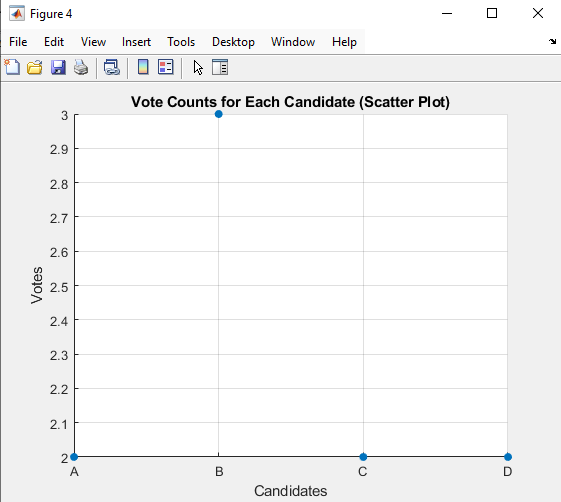 Figure 4
File Edit View Insert Tools Desktop Window Help
Vote Counts for Each Candidate (Scatter Plot)
3
2.9
2.8
2.7
2.6
2.5
2.4
2.3
2.2
2.1
2
Votes
A B C D
Candidates